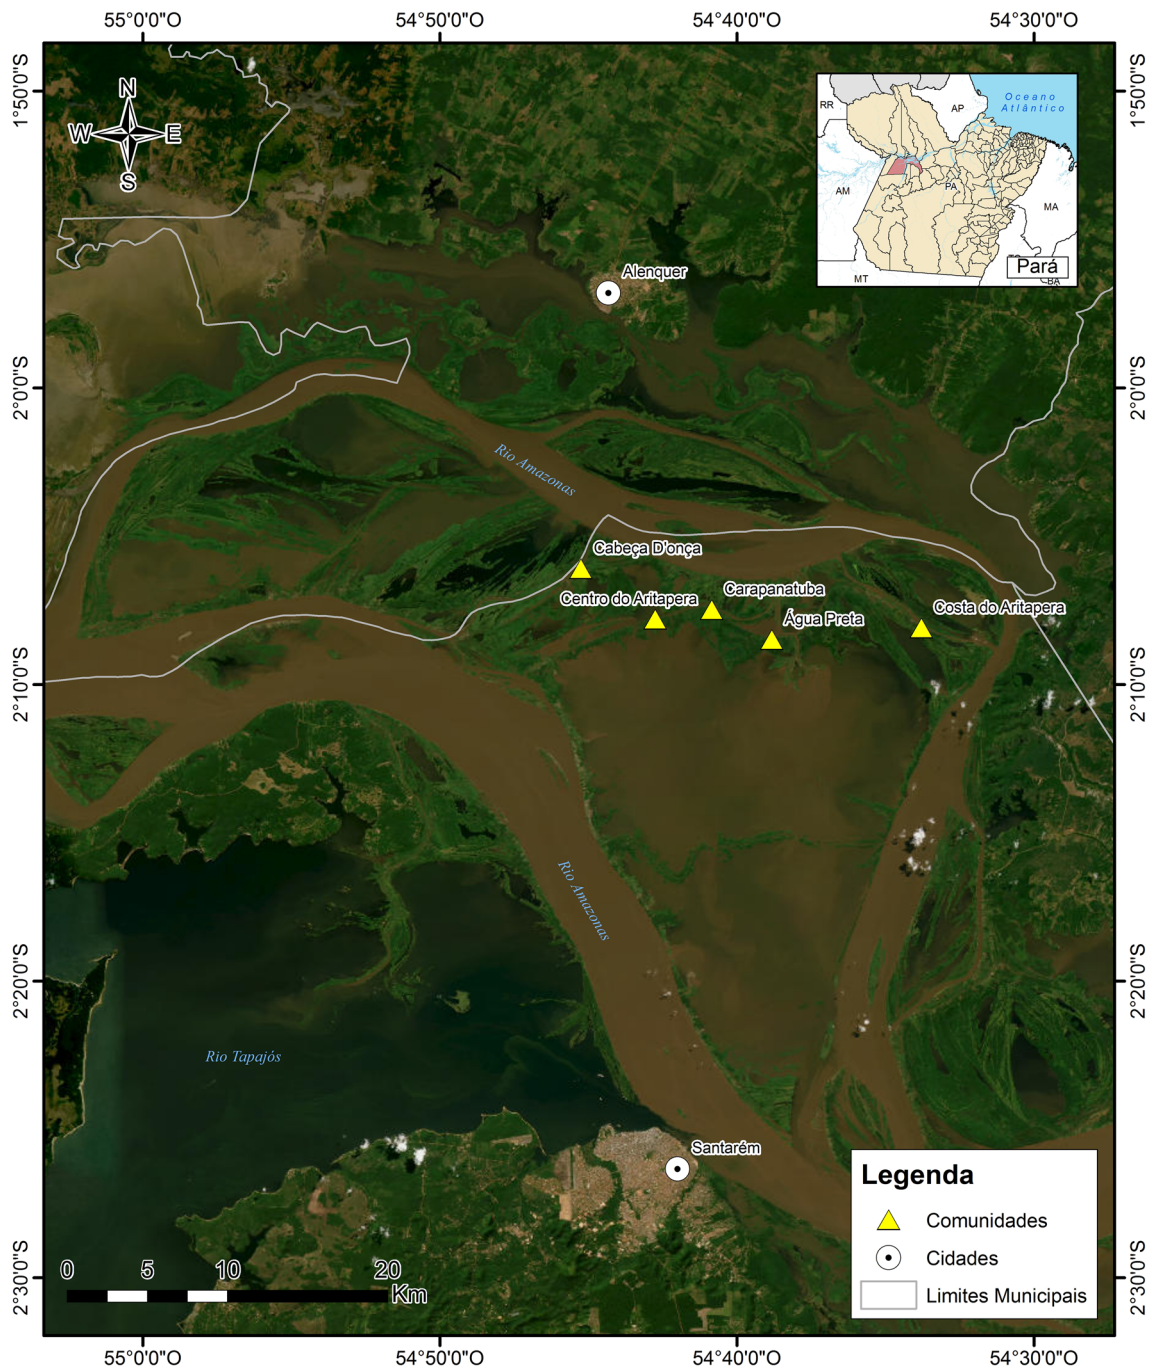 55°0'0"O
54°50'0"O
54°40'0"O
54°30'0"O
1°50'0"S
1°50'0"S
N
W
E
S
Oceano
Atlântico
RR
AP
AM
PA
MA
MT
BA
Pará
Alenquer
2°0'0"S
2°0'0"S
Rio Amazonas
Cabeça D'onça
Carapanatuba
Centro do Aritapera
Costa do Aritapera
Água Preta
2°10'0"S
2°10'0"S
Rio Amazonas
2°20'0"S
2°20'0"S
Rio Tapajós
Santarém
Legenda
Comunidades
Cidades
Limites Municipais
0
5
10
20
Km
2°30'0"S
2°30'0"S
55°0'0"O
54°50'0"O
54°40'0"O
54°30'0"O